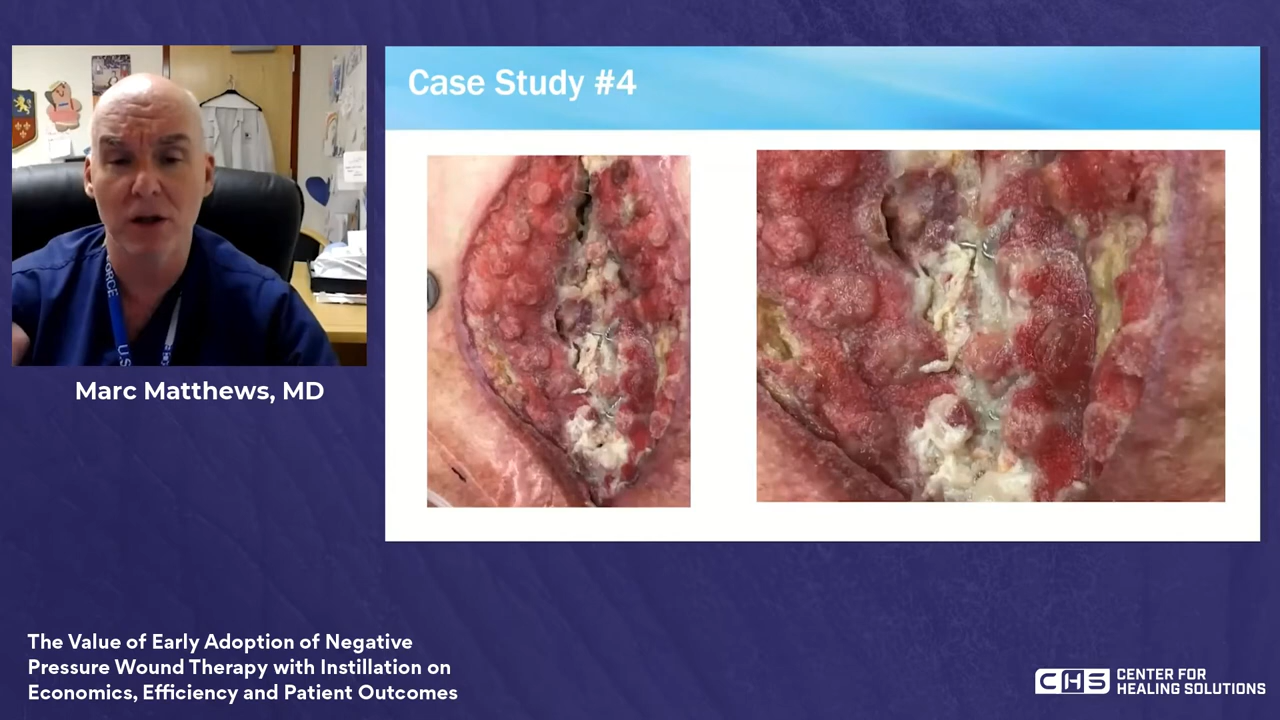 Case Study #4
ORCE
U.S
Marc Matthews, MD
The Value of Early Adoption of Negative
Pressure Wound Therapy with Instillation on
Economics, Efficiency and Patient Outcomes
CHS
CENTER FOR
HEALING SOLUTIONS